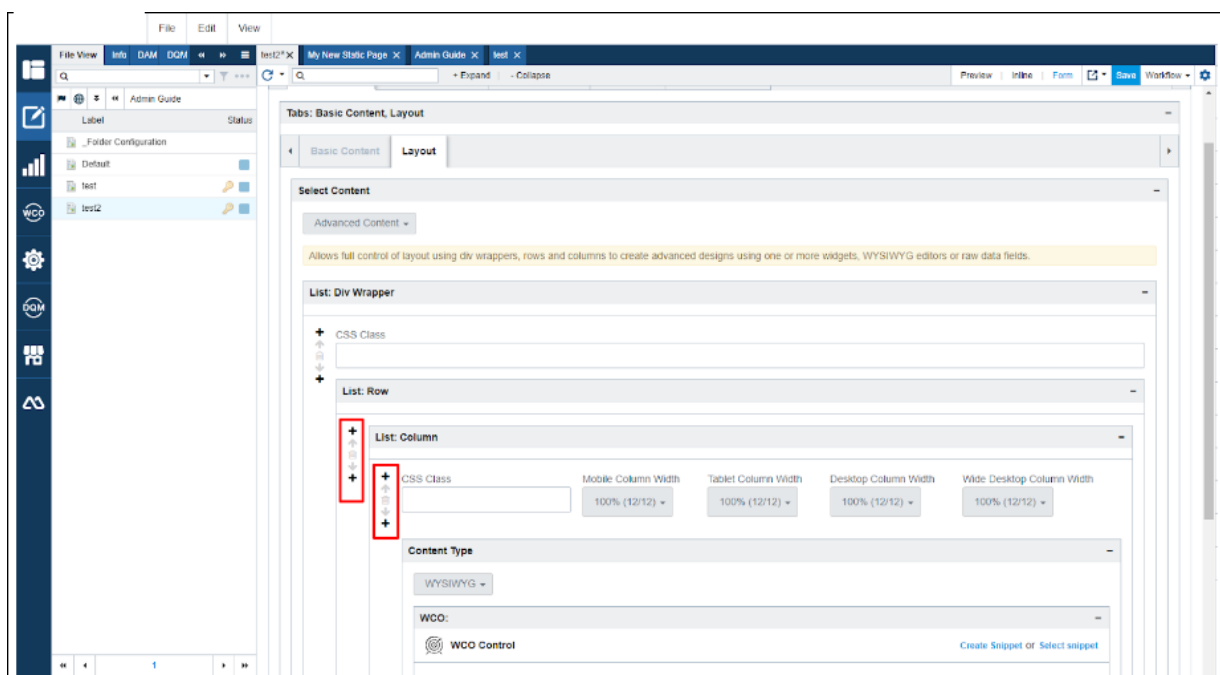 File Edit View
File View Info DAM DQM « » test2* X My New Static Page X Admin Guide X test X
+ Expand - Collapse Preview Inline Form Save Workflow
« Admin Guide
Label Status
_Folder Configuration
Default
test
test2
Tabs: Basic Content, Layout
Basic Content Layout
Select Content
Advanced Content
Allows full control of layout using div wrappers, rows and columns to create advanced designs using one or more widgets, WYSIWYG editors or raw data fields.
List: Div Wrapper
CSS Class
List: Row
List: Column
CSS Class Mobile Column Width Tablet Column Width Desktop Column Width Wide Desktop Column Width
100% (12/12) 100% (12/12) 100% (12/12) 100% (12/12)
Content Type
WYSIWYG
WCO:
WCO Control Create Snippet or Select snippet
WCO
DQM
« 1 »